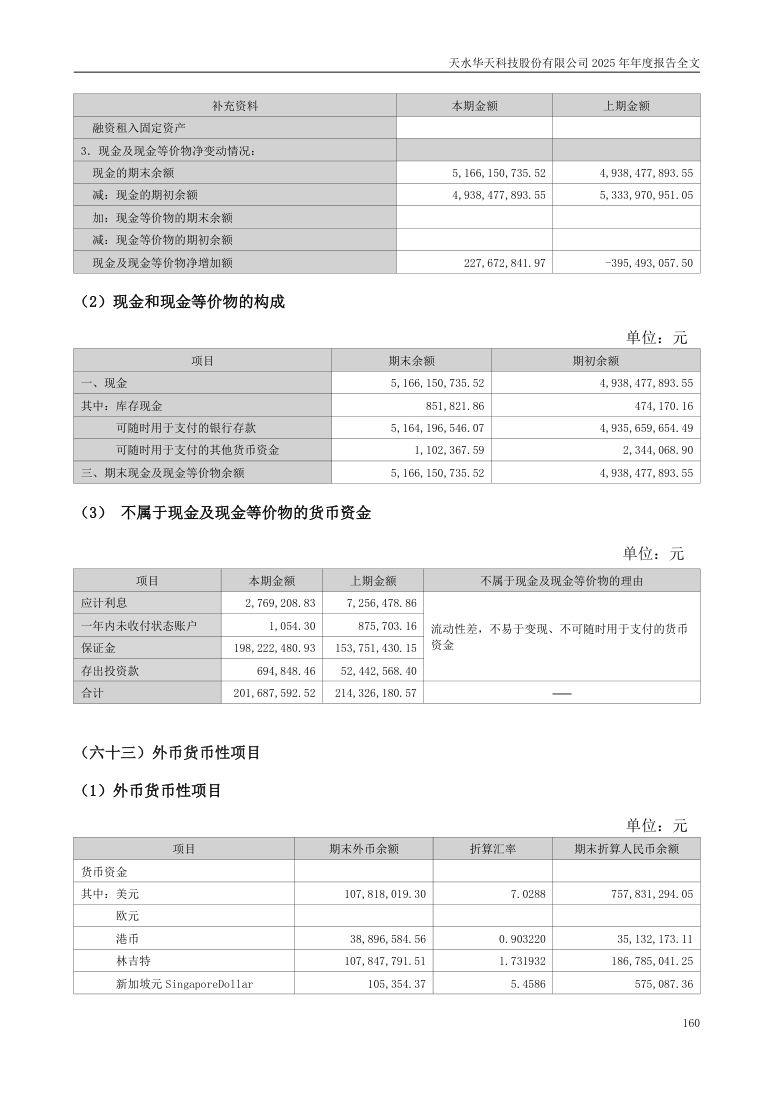 天水华天科技股份有限公司 2025 年年度报告全文
补充资料 本期金额 上期金额
融资租入固定资产
3．现金及现金等价物净变动情况：
现金的期末余额 5,166,150,735.52 4,938,477,893.55
减：现金的期初余额 4,938,477,893.55 5,333,970,951.05
加：现金等价物的期末余额
减：现金等价物的期初余额
现金及现金等价物净增加额 227,672,841.97 -395,493,057.50
（2）现金和现金等价物的构成
单位：元
项目 期末余额 期初余额
一、现金 5,166,150,735.52 4,938,477,893.55
其中：库存现金 851,821.86 474,170.16
可随时用于支付的银行存款 5,164,196,546.07 4,935,659,654.49
可随时用于支付的其他货币资金 1,102,367.59 2,344,068.90
三、期末现金及现金等价物余额 5,166,150,735.52 4,938,477,893.55
（3） 不属于现金及现金等价物的货币资金
单位：元
项目 本期金额 上期金额 不属于现金及现金等价物的理由
应计利息 2,769,208.83 7,256,478.86
一年内未收付状态账户 1,054.30 875,703.16
流动性差，不易于变现、不可随时用于支付的货币
资金
保证金 198,222,480.93 153,751,430.15
存出投资款 694,848.46 52,442,568.40
合计 201,687,592.52 214,326,180.57 ——
（六十三）外币货币性项目
（1）外币货币性项目
单位：元
项目 期末外币余额 折算汇率 期末折算人民币余额
货币资金
其中：美元 107,818,019.30 7.0288 757,831,294.05
欧元
港币 38,896,584.56 0.903220 35,132,173.11
林吉特 107,847,791.51 1.731932 186,785,041.25
新加坡元 SingaporeDollar 105,354.37 5.4586 575,087.36
160